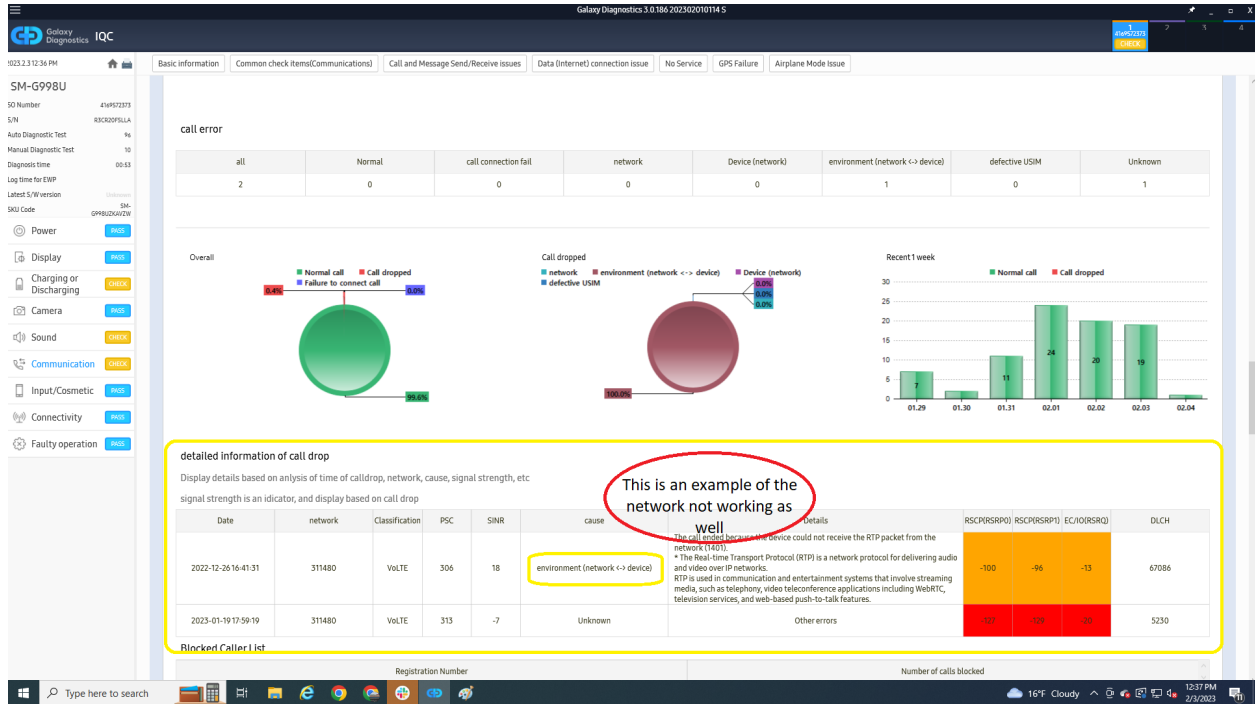 Galaxy Diagnostics 3.0.186 202302010114 S
Galaxy Diagnostics IQC
1 2 3 4
4169572373
CHECK
2023.2.3 12:36 PM
Basic information Common check items(Communications) Call and Message Send/Receive issues Data (Internet) connection issue No Service GPS Failure Airplane Mode Issue
SM-G998U
SO Number 4169572373
S/N R3CR20FSLLA
Auto Diagnostic Test 96
Manual Diagnostic Test 10
Diagnosis time 00:53
Log time for EWP
Latest S/W version Unknown
SKU Code SM-G998UZKAVZW
Power PASS
Display PASS
Charging or Discharging CHECK
Camera PASS
Sound CHECK
Communication CHECK
Input/Cosmetic PASS
Connectivity PASS
Faulty operation PASS
call error
all Normal call connection fail network Device (network) environment (network <-> device) defective USIM Unknown
2 0 0 0 0 1 0 1
Overall
Normal call Call dropped
Failure to connect call
0.4% 0.0%
99.6%
Call dropped
network environment (network <-> device) Device (network)
defective USIM
0.0%
0.0%
0.0%
100.0%
Recent 1 week
Normal call Call dropped
30
25
20
15
10
5
0
7 11 24 20 19
01.29 01.30 01.31 02.01 02.02 02.03 02.04
detailed information of call drop
Display details based on anlysis of time of calldrop, network, cause, signal strength, etc
signal strength is an idicator, and display based on call drop
This is an example of the
network not working as
well
Date network Classification PSC SINR cause Details RSCP(RSRP0) RSCP(RSRP1) EC/IO(RSRQ) DLCH
2022-12-26 16:41:31 311480 VoLTE 306 18 environment (network <-> device)
The call ended because the device could not receive the RTP packet from the
network (1401).
* The Real-time Transport Protocol (RTP) is a network protocol for delivering audio
and video over IP networks.
RTP is used in communication and entertainment systems that involve streaming
media, such as telephony, video teleconference applications including WebRTC,
television services, and web-based push-to-talk features.
-100 -96 -13 67086
2023-01-19 17:59:19 311480 VoLTE 313 -7 Unknown Other errors -127 -126 -20 5230
Blocked Caller List
Registration Number Number of calls blocked
Type here to search
16°F Cloudy
12:37 PM
2/3/2023